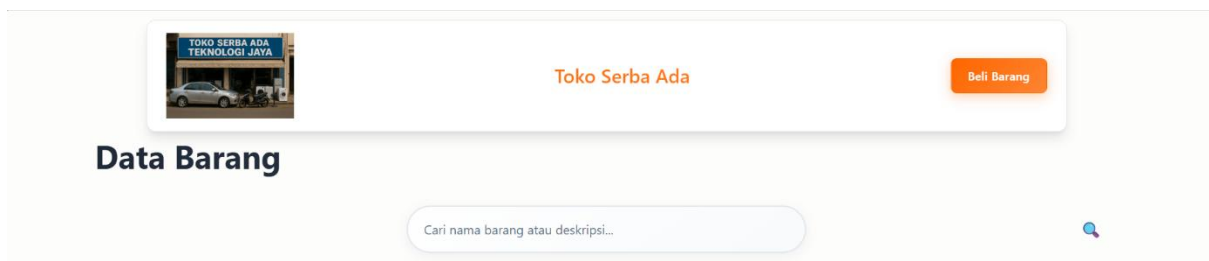 TOKO SERBA ADA
TEKNOLOGI JAYA
Toko Serba Ada
Beli Barang
Data Barang
Cari nama barang atau deskripsi...